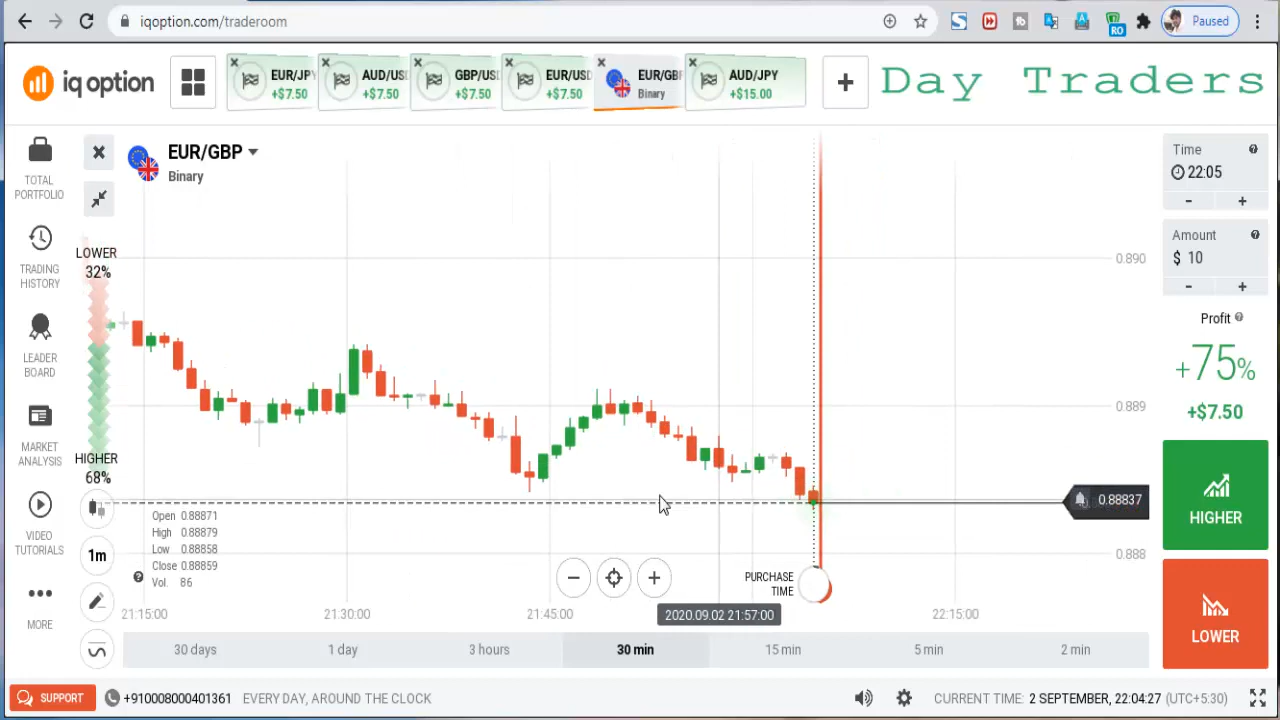 iqoption.com/traderoom
Paused
RO
iq option
EUR/JPY
+$7.50
AUD/USD
+$7.50
GBP/USD
+$7.50
EUR/USD
+$7.50
EUR/GBP
Binary
AUD/JPY
+$15.00
+
Day Traders
TOTAL
PORTFOLIO
TRADING
HISTORY
LEADER
BOARD
MARKET
ANALYSIS
VIDEO
TUTORIALS
MORE
EUR/GBP
Binary
LOWER
32%
HIGHER
68%
1m
Open 0.88871
High 0.88879
Low 0.88858
Close 0.88859
Vol. 86
0.890
0.889
0.88837
0.888
PURCHASE
TIME
21:15:00
21:30:00
21:45:00
2020.09.02 21:57:00
22:15:00
30 days
1 day
3 hours
30 min
15 min
5 min
2 min
Time
22:05
- +
Amount
$ 10
- +
Profit
+75%
+$7.50
HIGHER
LOWER
SUPPORT
+910008000401361 EVERY DAY, AROUND THE CLOCK
CURRENT TIME: 2 SEPTEMBER, 22:04:27 (UTC+5:30)